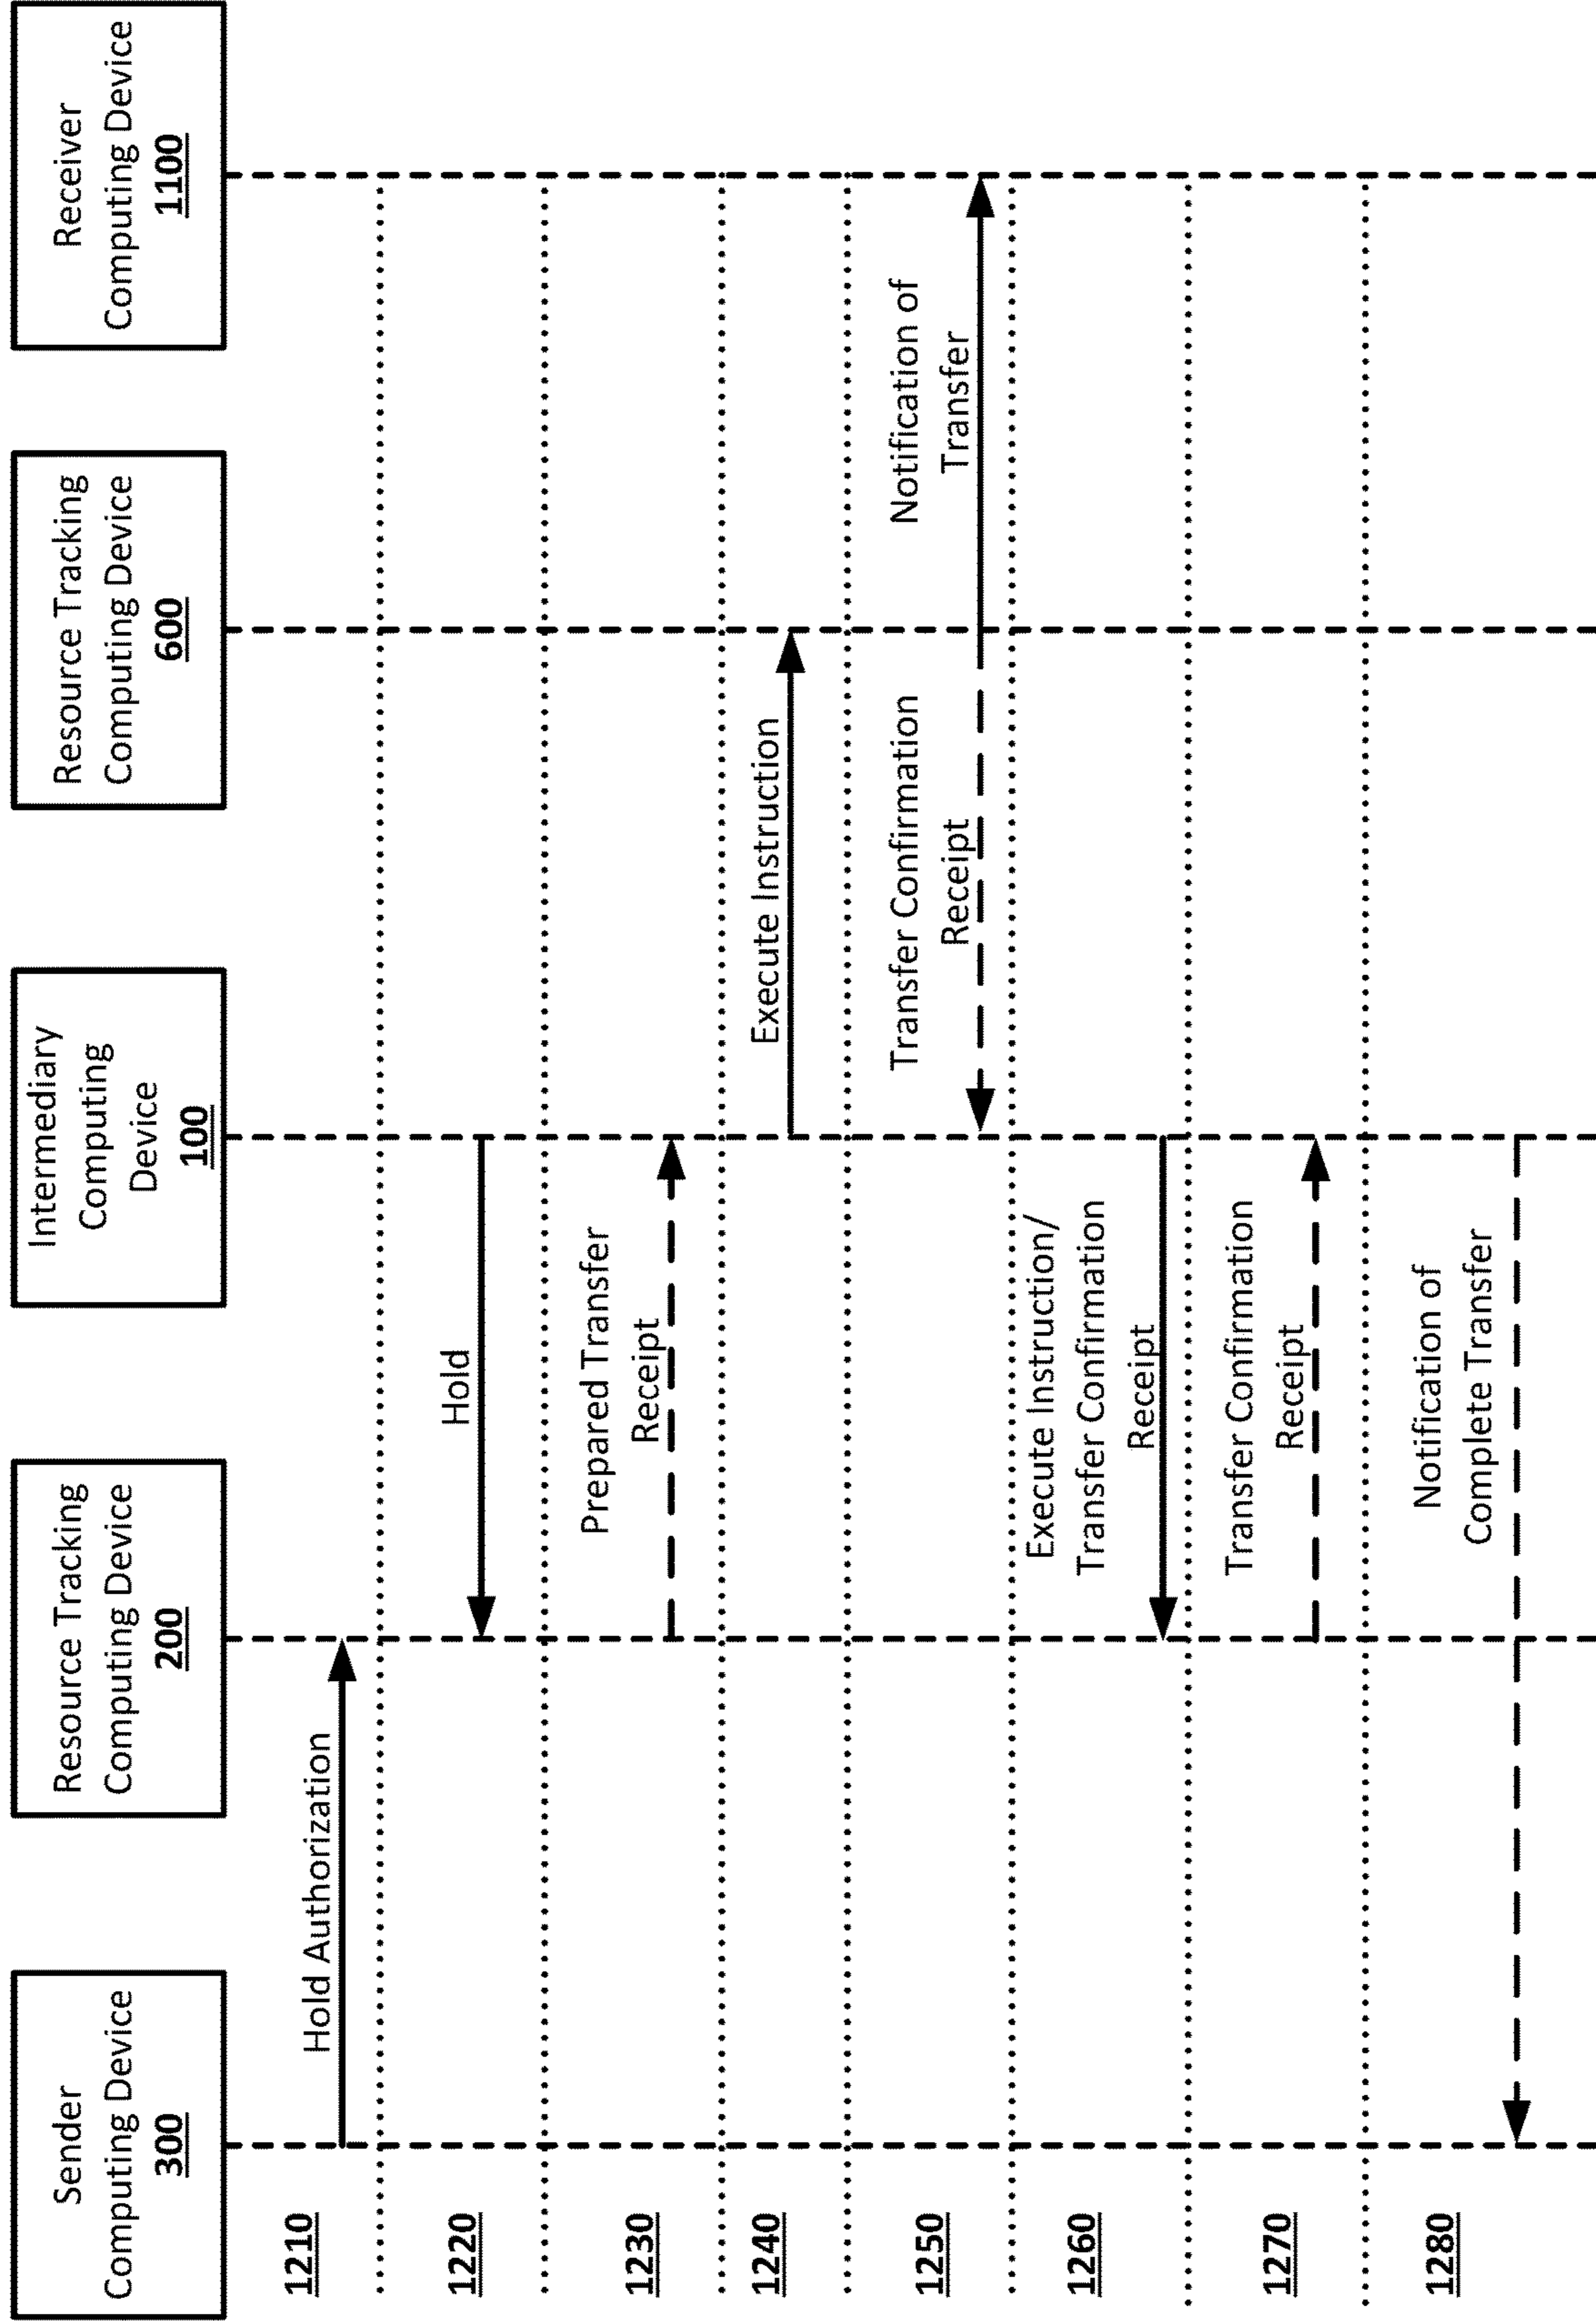 Sender
Computing Device
300
Resource Tracking
Computing Device
200
Intermediary
Computing
Device
100
Resource Tracking
Computing Device
600
Receiver
Computing Device
1100
1210
Hold Authorization
1220
Hold
1230
Prepared Transfer
Receipt
1240
Execute Instruction
1250
Transfer Confirmation
Receipt
Notification of
Transfer
1260
Execute Instruction/
Transfer Confirmation
Receipt
1270
Transfer Confirmation
Receipt
1280
Notification of
Complete Transfer